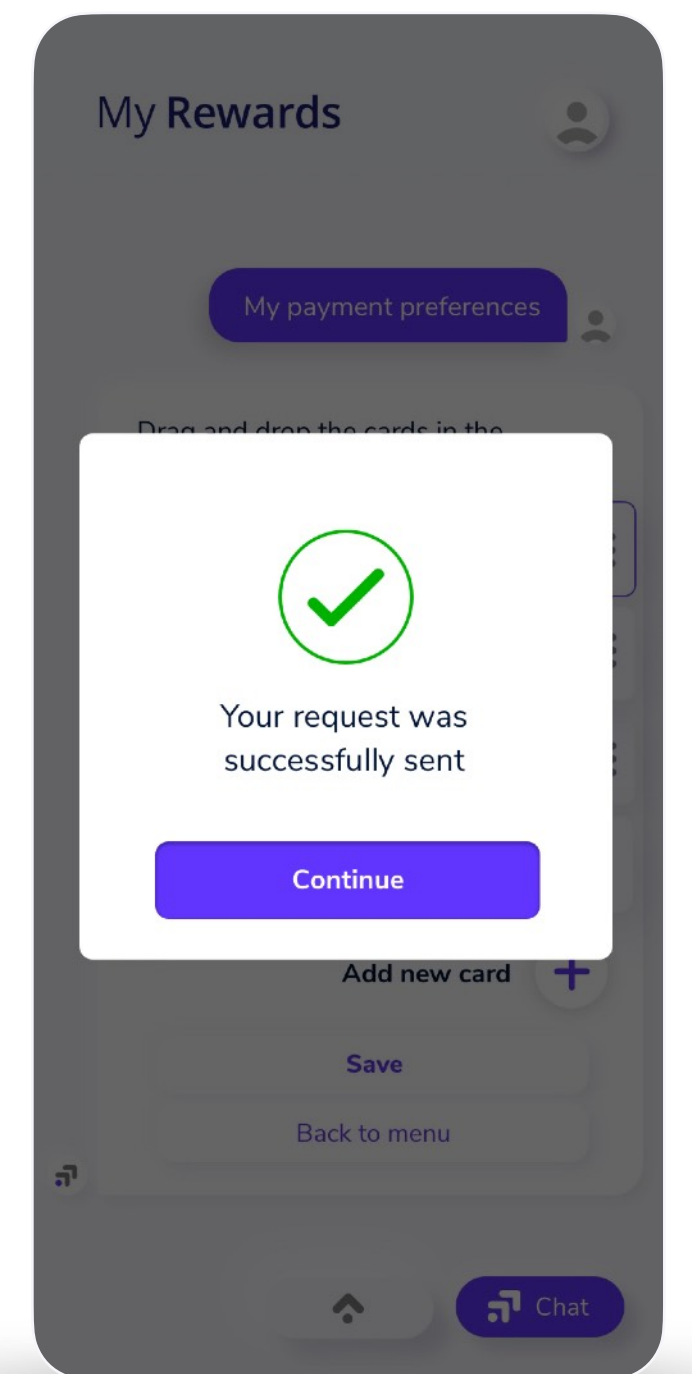 My Rewards
My payment preferences
Drag and drop the cards in the
Your request was
successfully sent
Continue
Add new card
Save
Back to menu
Chat